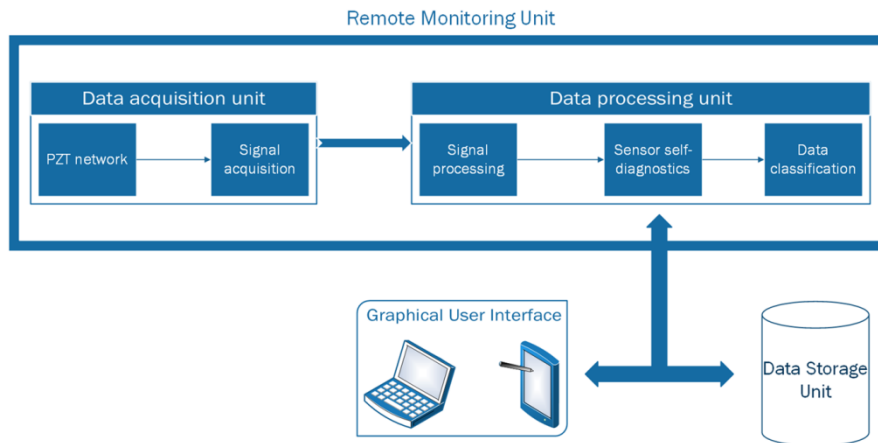 Remote Monitoring Unit
Data acquisition unit
PZT network
Signal
acquisition
Data processing unit
Signal
processing
Sensor self-
diagnostics
Data
classification
Graphical User Interface
Data Storage
Unit